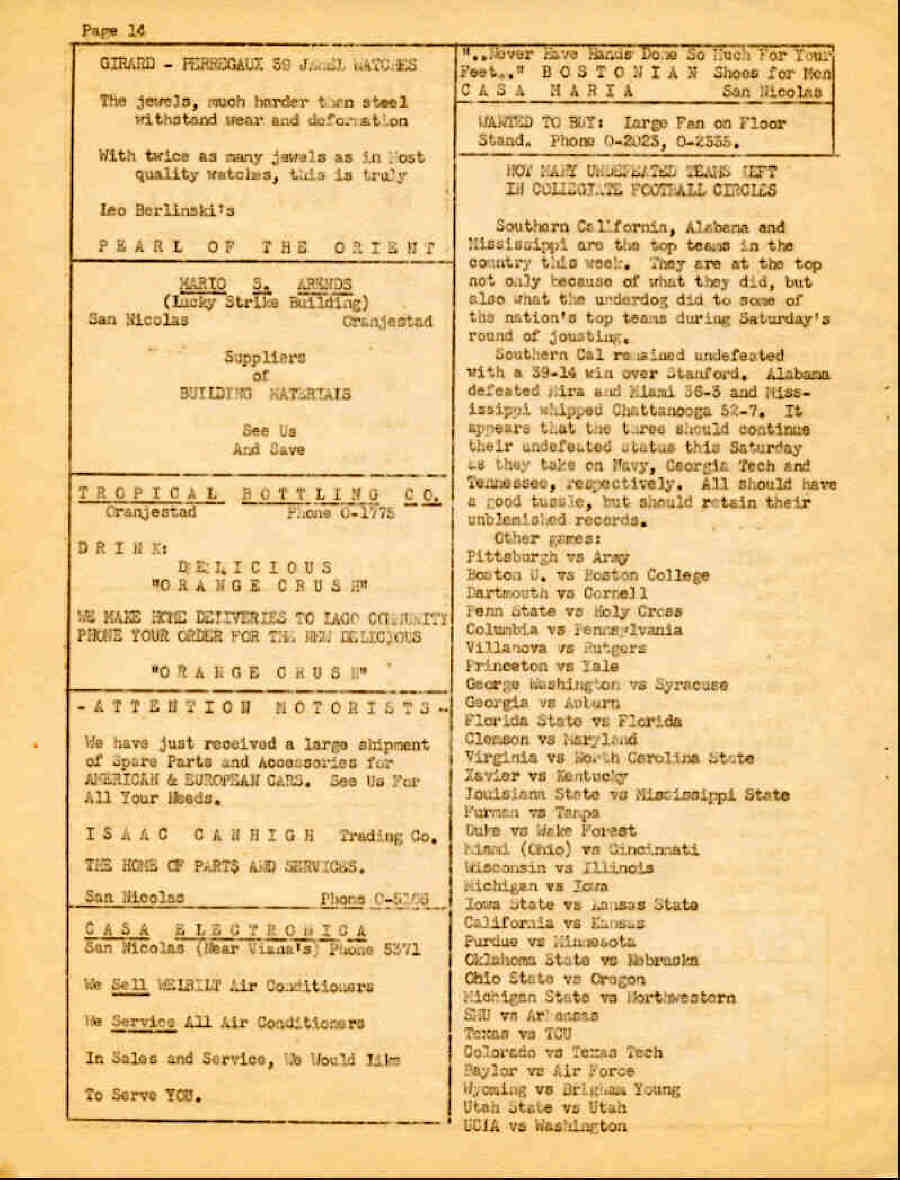 Page 14
GIRARD - PERREGAUX 39 JEWEL WATCHES
The jewels, much harder than steel
withstand wear and deformation
With twice as many jewels as in Most
quality watches, this is truly
Leo Berlinski's
P E A R L O F T H E O R I E N T
MARIO S. ARENDS
(Lucky Strike Building)
San Nicolas Oranjestad
Suppliers
of
BUILDING MATERIALS
See Us
And Save
T R O P I C A L B O T T L I N G C O.
Oranjestad Phone O-1775
D R I N K:
D E L I C I O U S
"O R A N G E C R U S H"
WE MAKE HOME DELIVERIES TO LAGO COMMUNITY
PHONE YOUR ORDER FOR THE NEW DELICIOUS
"O R A N G E C R U S H"
- A T T E N T I O N M O T O R I S T S -
We have just received a large shipment
of Spare Parts and Accessories for
AMERICAN & EUROPEAN CARS. See Us For
All Your Needs.
I S A A C C A N H I G H Trading Co.
THE HOME OF PARTS AND SERVICES.
San Nicolas Phone
C A S A E L E C T R O N I C A
San Nicolas (Near Viana's) Phone 5371
We Sell WELBILT Air Conditioners
We Service All Air Conditioners
In Sales and Service, We Would Like
To Serve YOU.
"..Never Have Hands Done So Much For Your
Feet.." B O S T O N I A N Shoes for Men
C A S A M A R I A San Nicolas
WANTED TO BUY: Large Fan on Floor
Stand. Phone O-2023, O-2335.
NOT MANY UNDEFEATED TEAMS LEFT
IN COLLEGIATE FOOTBALL CIRCLES
Southern California, Alabama and
Mississippi are the top teams in the
country this week. They are at the top
not only because of what they did, but
also what the underdog did to some of
the nation's top teams during Saturday's
round of jousting.
Southern Cal remained undefeated
with a 39-14 win over Stanford. Alabama
defeated Mira and Miami 36-3 and Miss-
issippi whipped Chattanooga 52-7. It
appears that the three should continue
their undefeated status this Saturday
as they take on Navy, Georgia Tech and
Tennessee, respectively. All should have
a good tussle, but should retain their
unblemished records.
Other games:
Pittsburgh vs Army
Boston U. vs Boston College
Dartmouth vs Cornell
Penn State vs Holy Cross
Columbia vs Pennsylvania
Villanova vs Rutgers
Princeton vs Yale
George Washington vs Syracuse
Georgia vs Auburn
Florida State vs Florida
Clemson vs Maryland
Virginia vs North Carolina State
Xavier vs Kentucky
Louisiana State vs Mississippi State
Furman vs Tampa
Duke vs Wake Forest
Miami (Ohio) vs Cincinnati
Wisconsin vs Illinois
Michigan vs Iowa
Iowa State vs Kansas State
California vs Kansas
Purdue vs Minnesota
Oklahoma State vs Nebraska
Ohio State vs Oregon
Michigan State vs Northwestern
SMU vs Arkansas
Texas vs TCU
Colorado vs Texas Tech
Baylor vs Air Force
Wyoming vs Brigham Young
Utah State vs Utah
UCLA vs Washington